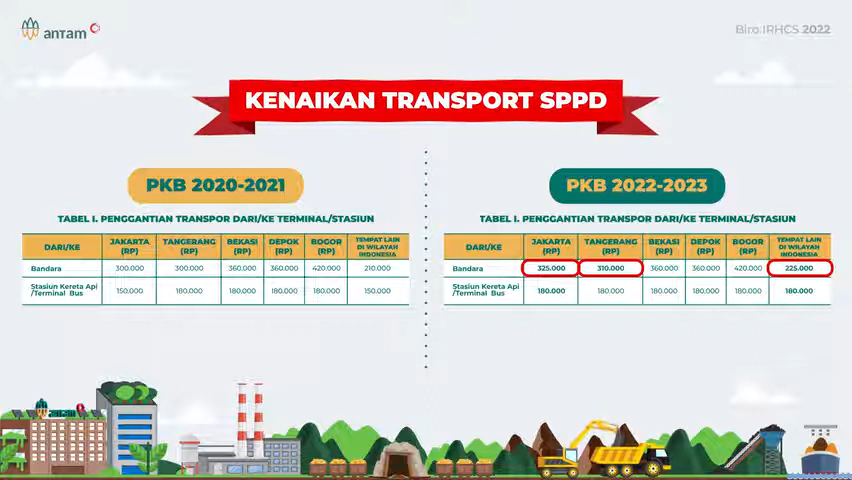 antam
Biro IRHCS 2022
KENAIKAN TRANSPORT SPPD
PKB 2020-2021
TABEL I. PENGGANTIAN TRANSPOR DARI/KE TERMINAL/STASIUN
DARI/KE JAKARTA (RP) TANGERANG (RP) BEKASI (RP) DEPOK (RP) BOGOR (RP) TEMPAT LAIN DI WILAYAH INDONESIA
Bandara 300.000 300.000 360.000 360.000 420.000 210.000
Stasiun Kereta Api /Terminal Bus 150.000 180.000 180.000 180.000 180.000 150.000
PKB 2022-2023
TABEL I. PENGGANTIAN TRANSPOR DARI/KE TERMINAL/STASIUN
DARI/KE JAKARTA (RP) TANGERANG (RP) BEKASI (RP) DEPOK (RP) BOGOR (RP) TEMPAT LAIN DI WILAYAH INDONESIA
Bandara 325.000 310.000 360.000 360.000 420.000 225.000
Stasiun Kereta Api /Terminal Bus 180.000 180.000 180.000 180.000 180.000 180.000
antam